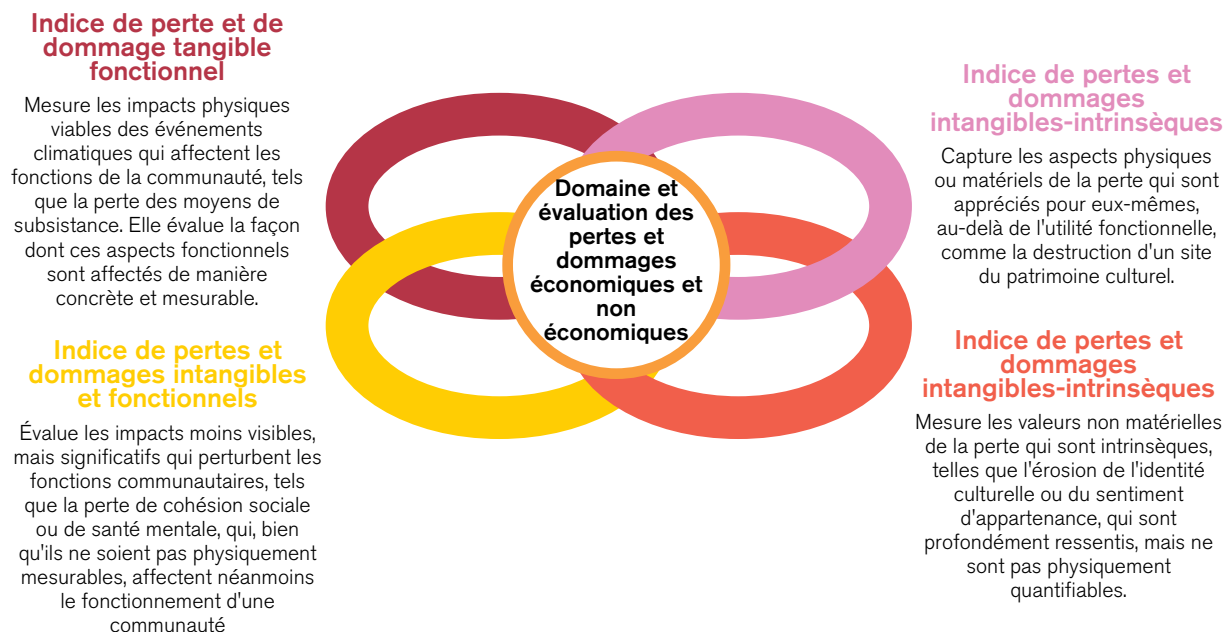 Indice de perte et de
dommage tangible
fonctionnel
Mesure les impacts physiques
viables des événements
climatiques qui affectent les
fonctions de la communauté, tels
que la perte des moyens de
subsistance. Elle évalue la façon
dont ces aspects fonctionnels
sont affectés de manière
concrète et mesurable.
Indice de pertes et
dommages intangibles
et fonctionnels
Évalue les impacts moins visibles,
mais significatifs qui perturbent les
fonctions communautaires, tels
que la perte de cohésion sociale
ou de santé mentale, qui, bien
qu'ils ne soient pas physiquement
mesurables, affectent néanmoins
le fonctionnement d'une
communauté
Domaine et
évaluation des
pertes et
dommages
économiques et
non
économiques
Indice de pertes et
dommages
intangibles-intrinsèques
Capture les aspects physiques
ou matériels de la perte qui sont
appréciés pour eux-mêmes,
au-delà de l'utilité fonctionnelle,
comme la destruction d'un site
du patrimoine culturel.
Indice de pertes et
dommages
intangibles-intrinsèques
Mesure les valeurs non matérielles
de la perte qui sont intrinsèques,
telles que l'érosion de l'identité
culturelle ou du sentiment
d'appartenance, qui sont
profondément ressentis, mais ne
sont pas physiquement
quantifiables.